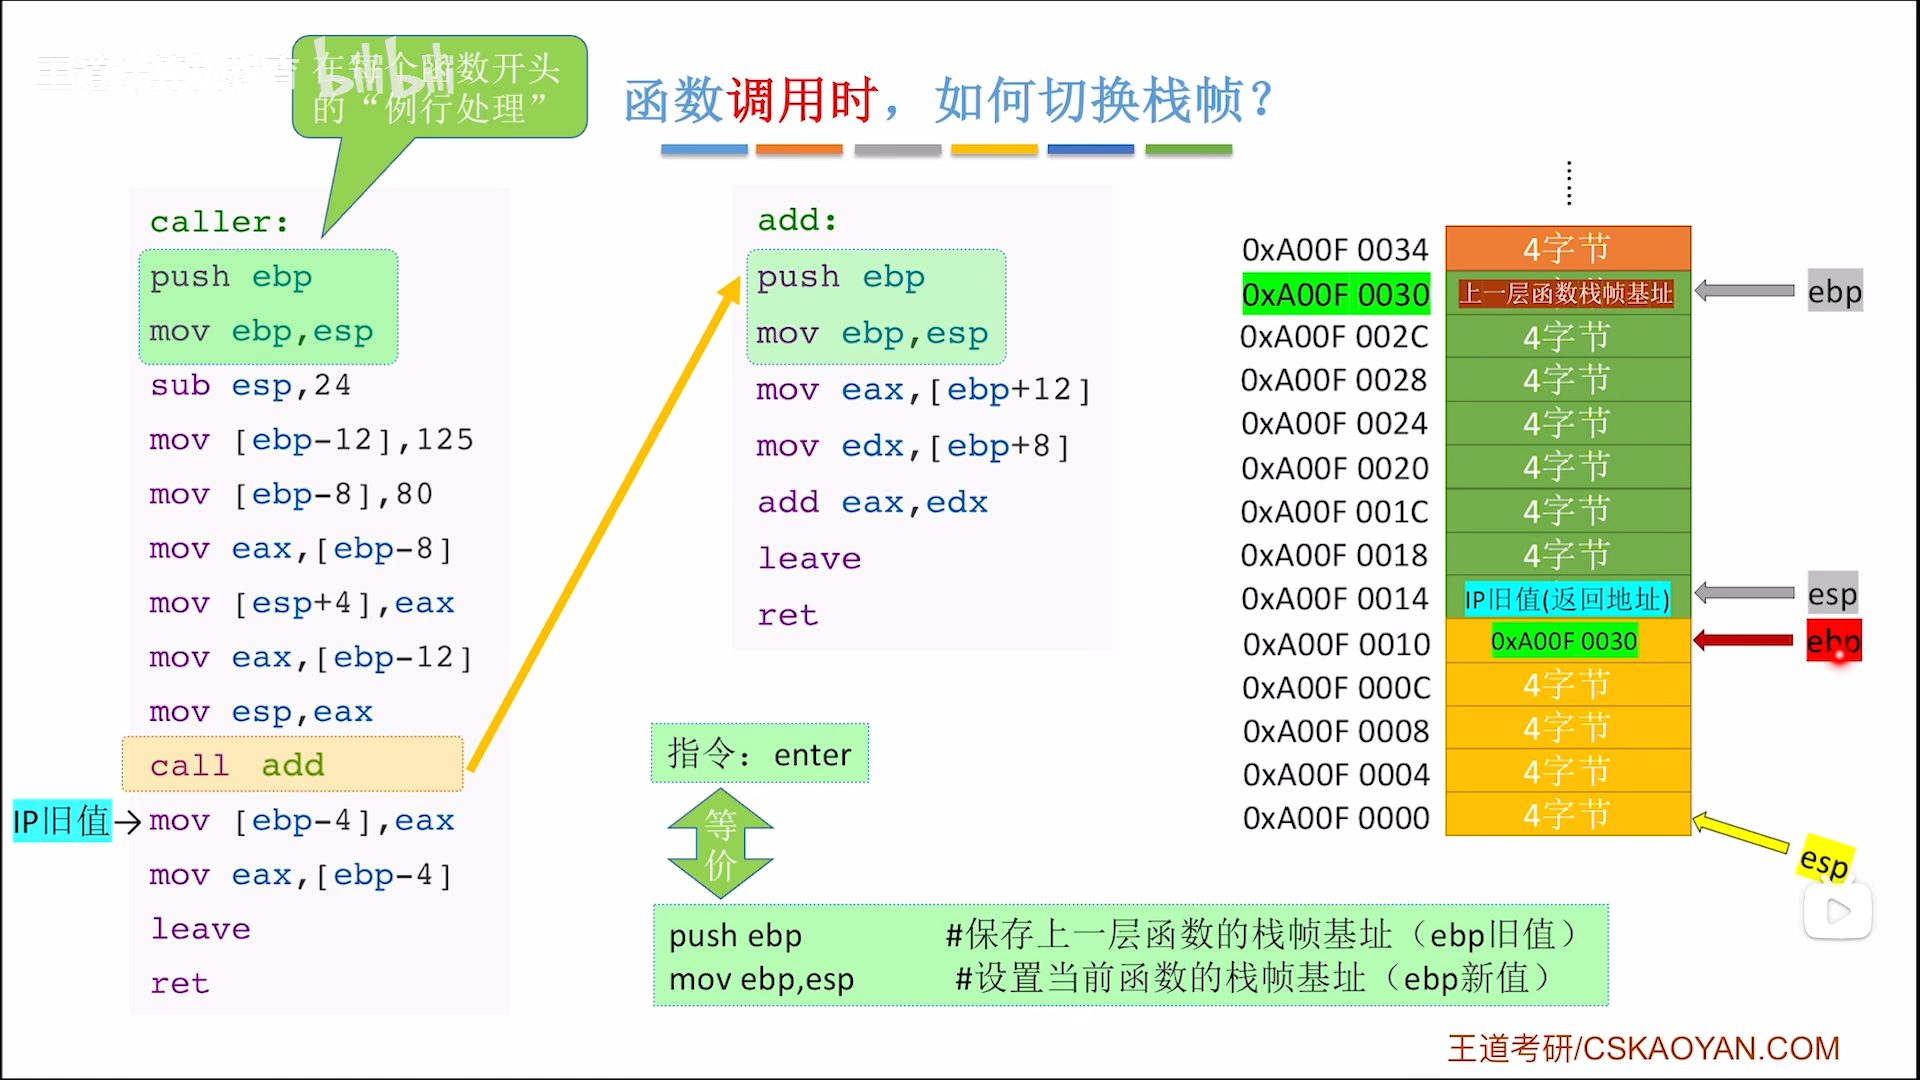 在每个函数开头
的“例行处理”
函数调用时，如何切换栈帧？
caller:
push ebp
mov ebp,esp
sub esp,24
mov [ebp-12],125
mov [ebp-8],80
mov eax,[ebp-8]
mov [esp+4],eax
mov eax,[ebp-12]
mov esp,eax
call add
IP旧值→mov [ebp-4],eax
mov eax,[ebp-4]
leave
ret
add:
push ebp
mov ebp,esp
mov eax,[ebp+12]
mov edx,[ebp+8]
add eax,edx
leave
ret
指令：enter
等
价
push ebp #保存上一层函数的栈帧基址（ebp旧值）
mov ebp,esp #设置当前函数的栈帧基址（ebp新值）
0xA00F 0034 4字节
0xA00F 0030 上一层函数栈帧基址 ebp
0xA00F 002C 4字节
0xA00F 0028 4字节
0xA00F 0024 4字节
0xA00F 0020 4字节
0xA00F 001C 4字节
0xA00F 0018 4字节
0xA00F 0014 IP旧值(返回地址) esp
0xA00F 0010 0xA00F 0030 ebp
0xA00F 000C 4字节
0xA00F 0008 4字节
0xA00F 0004 4字节
0xA00F 0000 4字节
esp
王道考研/CSKAOYAN.COM
王道计算机教育 bilibili